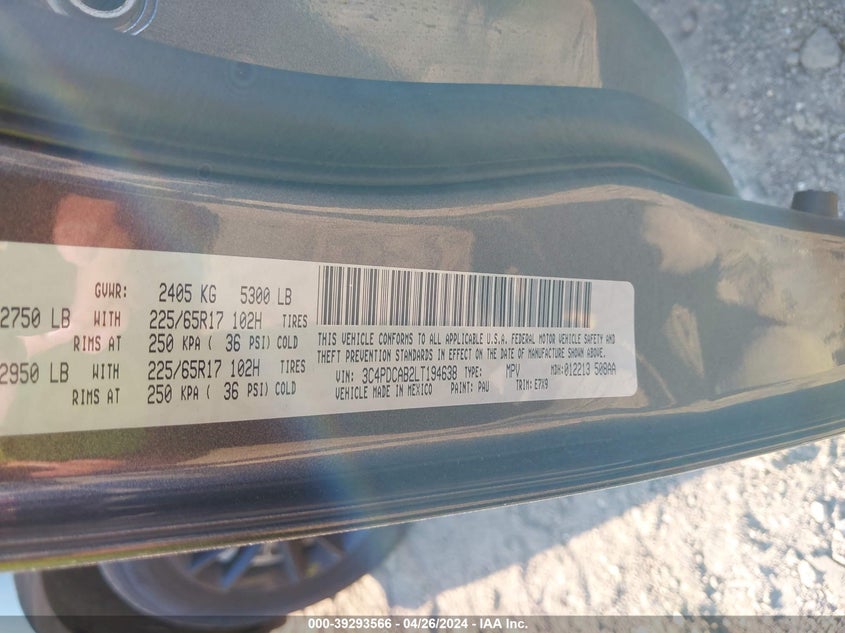 GVWR: 2405 KG 5300 LB
2750 LB WITH 225/65R17 102H TIRES
RIMS AT 250 KPA ( 36 PSI) COLD
2950 LB WITH 225/65R17 102H TIRES
RIMS AT 250 KPA ( 36 PSI) COLD
THIS VEHICLE CONFORMS TO ALL APPLICABLE U.S.A. FEDERAL MOTOR VEHICLE SAFETY AND
THEFT PREVENTION STANDARDS IN EFFECT ON THE DATE OF MANUFACTURE SHOWN ABOVE.
VIN: 3C4PDCAB2LT194638 TYPE: MPV MDH: 012213 508AA
VEHICLE MADE IN MEXICO PAINT: PAU TRIM: E7X9
000-39293566 - 04/26/2024 - IAA Inc.